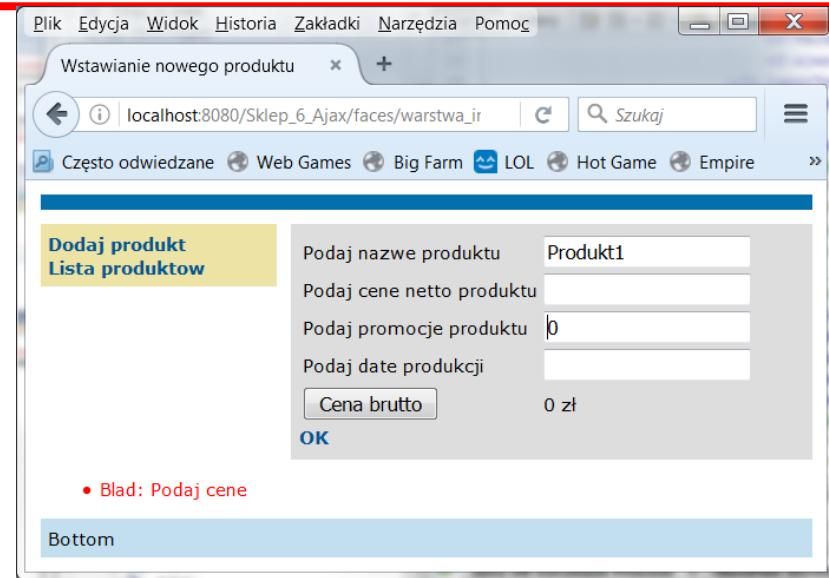 Plik Edycja Widok Historia Zakładki Narzędzia Pomoc
Wstawianie nowego produktu × +
localhost:8080/Sklep_6_Ajax/faces/warstwa_ir Szukaj
Często odwiedzane Web Games Big Farm LOL Hot Game Empire »
Dodaj produkt
Lista produktow
Podaj nazwe produktu Produkt1
Podaj cene netto produktu
Podaj promocje produktu 0
Podaj date produkcji
Cena brutto 0 zł
OK
• Blad: Podaj cene
Bottom